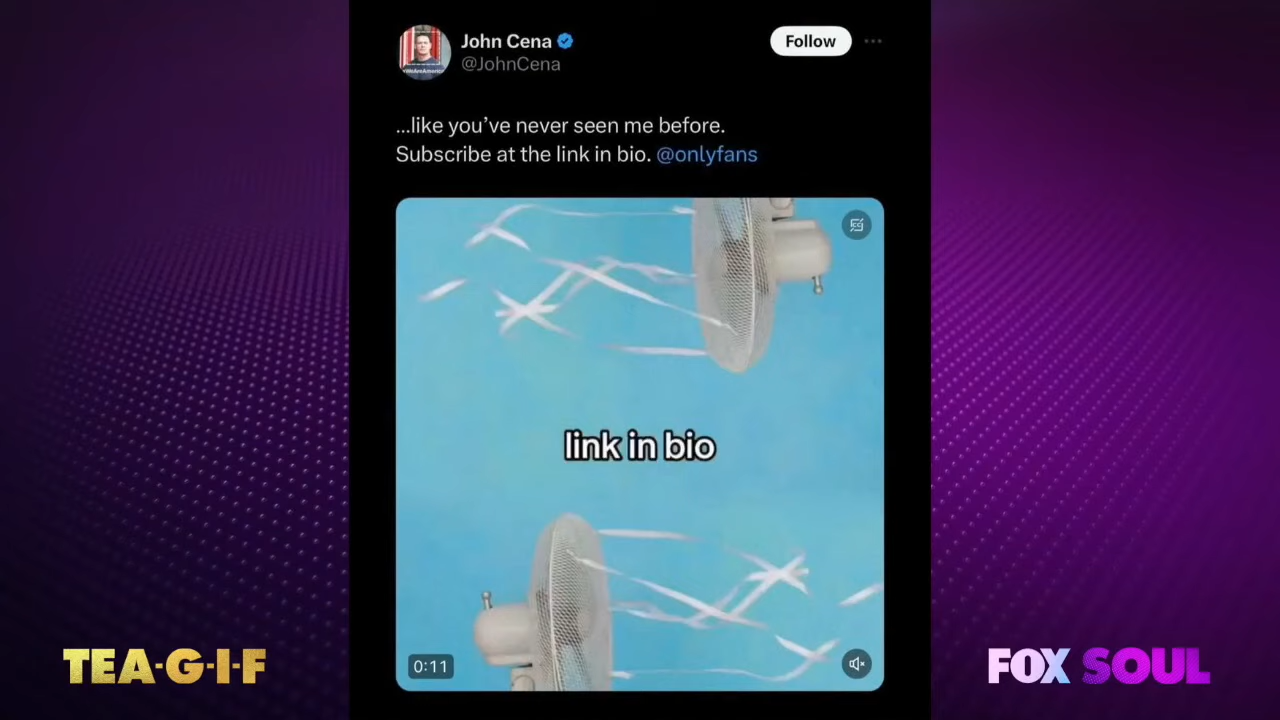 John Cena
@JohnCena
Follow
#WeAreAmerica
...like you've never seen me before.
Subscribe at the link in bio. @onlyfans
link in bio
0:11
TEA-G-I-F
FOX SOUL